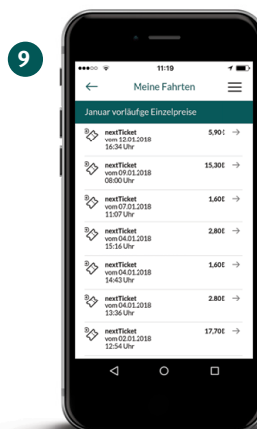 9
11:19
Meine Fahrten
Januar vorläufige Einzelpreise
nextTicket 5,90£
vom 12.01.2018
16:34 Uhr
nextTicket 15,30£
vom 09.01.2018
08:00 Uhr
nextTicket 1,60£
vom 07.01.2018
11:07 Uhr
nextTicket 2,80£
vom 04.01.2018
15:16 Uhr
nextTicket 1,60£
vom 04.01.2018
14:43 Uhr
nextTicket 2,80£
vom 04.01.2018
13:36 Uhr
nextTicket 17,70£
vom 02.01.2018
12:54 Uhr